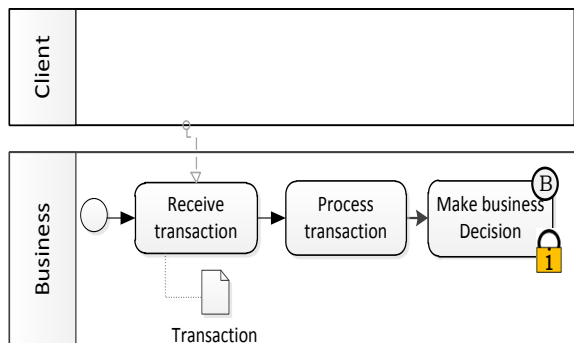 Client
Business
Receive
transaction
Process
transaction
Make business
Decision
B
1
Transaction